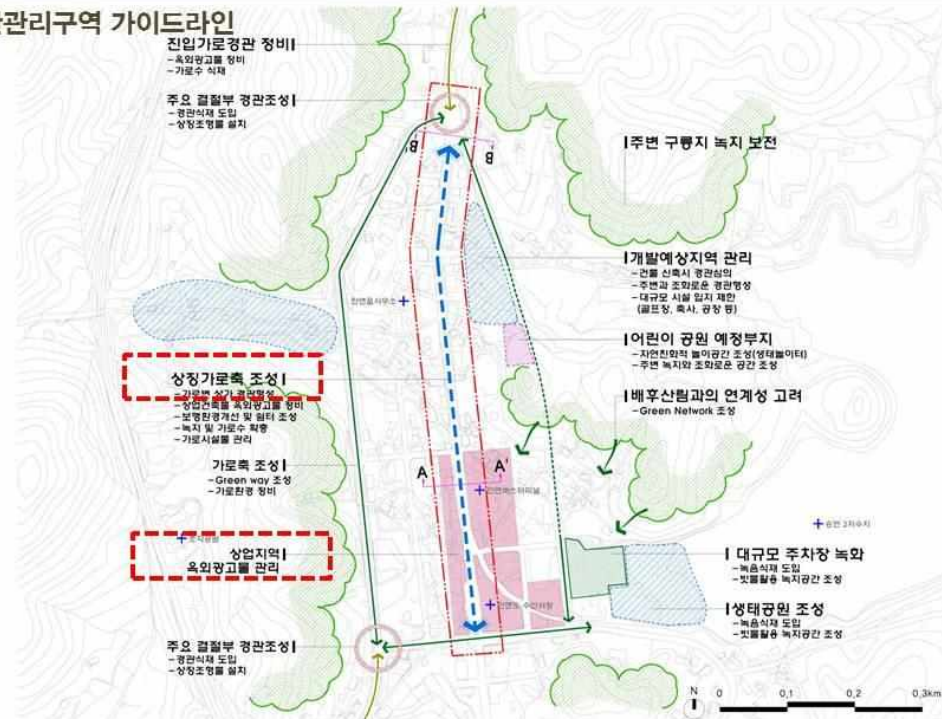 관리구역 가이드라인
진입가로경관 정비
-옥외광고물 정비
-가로수 식재
주요 결절부 경관조성
-경관식재 도입
-상징조형물 설치
B'
B
주변 구릉지 녹지 보전
개발예상지역 관리
-건물 신축시 경관심의
-주변과 조화로운 경관형성
-대규모 시설 입지 제한
(골프장, 축사, 공장 등)
어린이 공원 예정부지
-자연친화적 놀이공간 조성(생태놀이터)
-주변 녹지와 조화로운 공간 조성
상징가로축 조성
-가로변 상가 경관형성
-상업건축물 옥외광고물 정비
-보행환경개선 및 쉼터 조성
-녹지 및 가로수 확충
-가로시설물 관리
배후산림과의 연계성 고려
-Green Network 조성
가로축 조성
-Green way 조성
-가로환경 정비
A
A'
상업지역
옥외광고물 관리
대규모 주차장 녹화
-녹음식재 도입
-빗물활용 녹지공간 조성
생태공원 조성
-녹음식재 도입
-빗물활용 녹지공간 조성
주요 결절부 경관조성
-경관식재 도입
-상징조형물 설치
N
0 0.1 0.2 0.3km